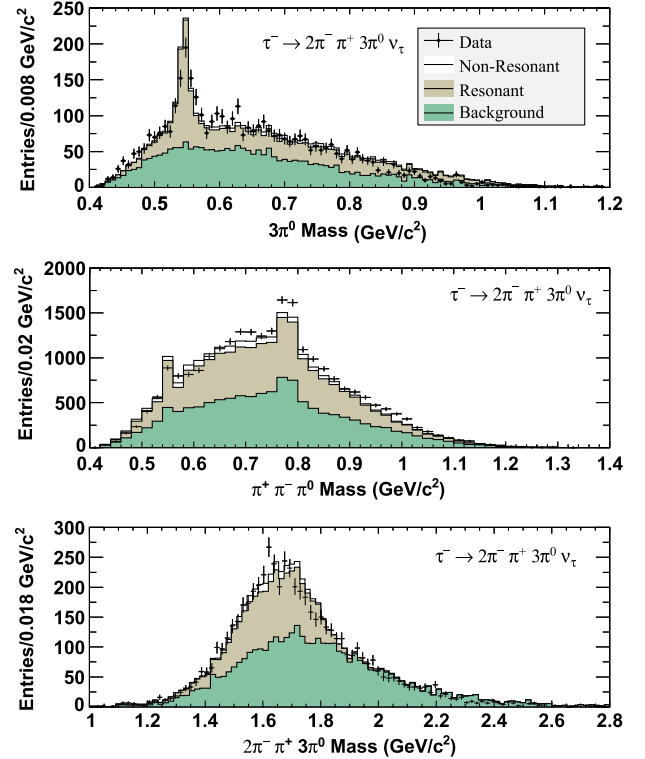 Entries/0.008 GeV/c²
250
200
150
100
50
0
τ⁻ → 2π⁻ π⁺ 3π⁰ ν_τ
Data
Non-Resonant
Resonant
Background
0.4 0.5 0.6 0.7 0.8 0.9 1 1.1 1.2
3π⁰ Mass (GeV/c²)
Entries/0.02 GeV/c²
2000
1500
1000
500
0
τ⁻ → 2π⁻ π⁺ 3π⁰ ν_τ
0.4 0.5 0.6 0.7 0.8 0.9 1 1.1 1.2 1.3 1.4
π⁺ π⁻ π⁰ Mass (GeV/c²)
Entries/0.018 GeV/c²
300
250
200
150
100
50
0
τ⁻ → 2π⁻ π⁺ 3π⁰ ν_τ
1 1.2 1.4 1.6 1.8 2 2.2 2.4 2.6 2.8
2π⁻ π⁺ 3π⁰ Mass (GeV/c²)